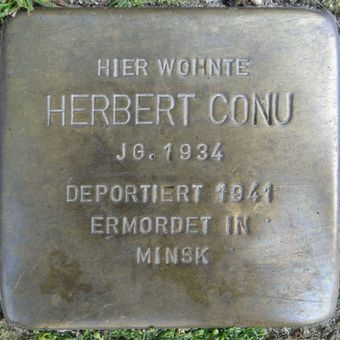 HIER WOHNTE
HERBERT CONU
JG. 1934
DEPORTIERT 1941
ERMORDET IN
MINSK